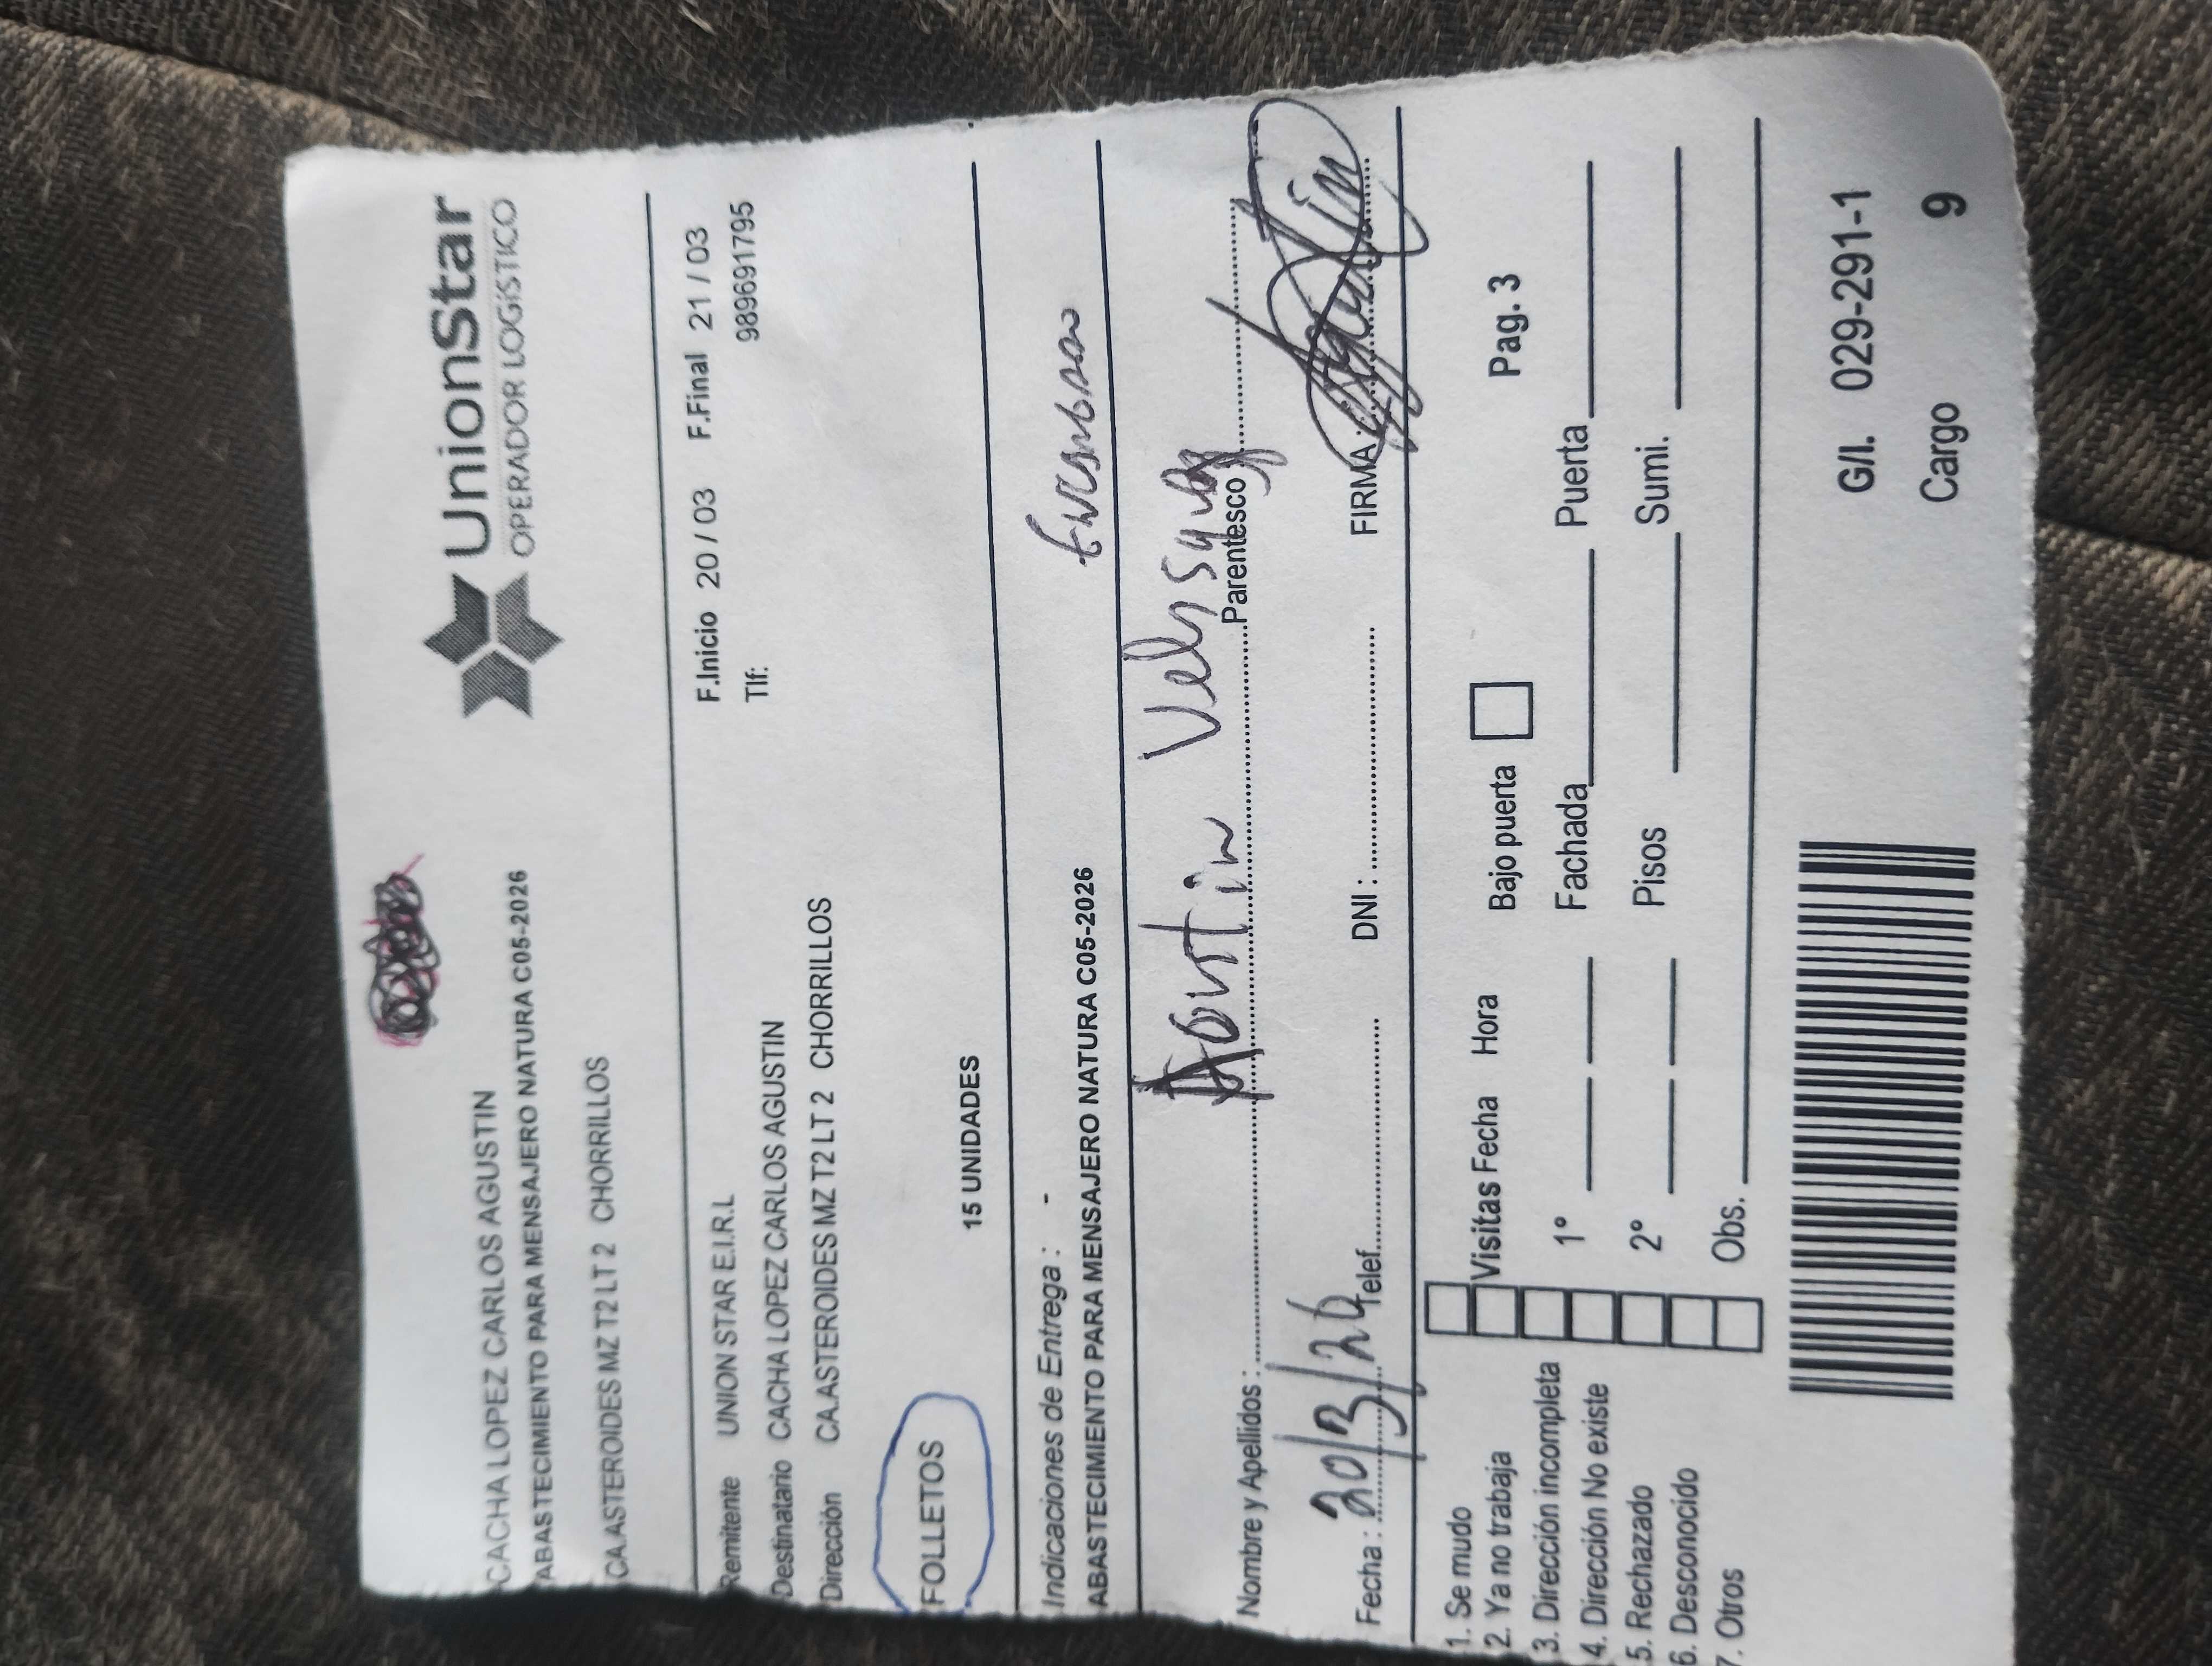 UnionStar
OPERADOR LOGÍSTICO
CACHA LOPEZ CARLOS AGUSTIN
ABASTECIMIENTO PARA MENSAJERO NATURA C05-2026
CA.ASTEROIDES MZ T2 LT 2 CHORRILLOS
Remitente UNION STAR E.I.R.L F.Inicio 20 / 03 F.Final 21 / 03
Destinatario CACHA LOPEZ CARLOS AGUSTIN Tlf: 989691795
Dirección CA.ASTEROIDES MZ T2 LT 2 CHORRILLOS
FOLLETOS
15 UNIDADES
Indicaciones de Entrega : -
ABASTECIMIENTO PARA MENSAJERO NATURA C05-2026
Nombre y Apellidos : Agustin Parentesco
Fecha : 20/3/26 Telef. DNI : FIRMA:
1. Se mudo
2. Ya no trabaja Visitas Fecha Hora Bajo puerta Pag. 3
3. Dirección incompleta
4. Dirección No existe 1° Fachada Puerta
5. Rechazado 2° Pisos Sumi.
6. Desconocido
7. Otros Obs.
G/I. 029-291-1
Cargo 9